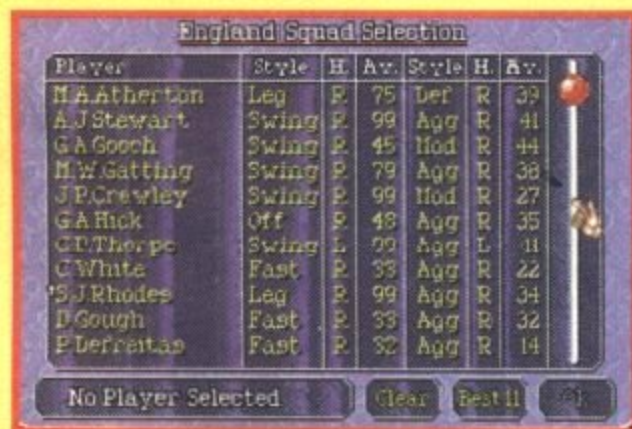 England Squad Selection
Player Style H. Av. Style H. Av.
M.A.Atherton Leg R 75 Def R 39
A.J.Stewart Swing R 99 Agg R 41
G.A.Gooch Swing R 45 Mod R 44
M.W.Gatting Swing R 79 Agg R 38
J.P.Crawley Swing R 99 Mod R 27
G.A.Hick Off R 48 Agg R 35
Swing L 99 Agg L
C.White Fast R 33 Agg R 22
*S.J.Rhodes Leg R 99 Agg R 34
D.Gough Fast R 33 Agg R 32
P.Defreitas Fast R 32 Agg R 14
No Player Selected Clear Best 11 Ok